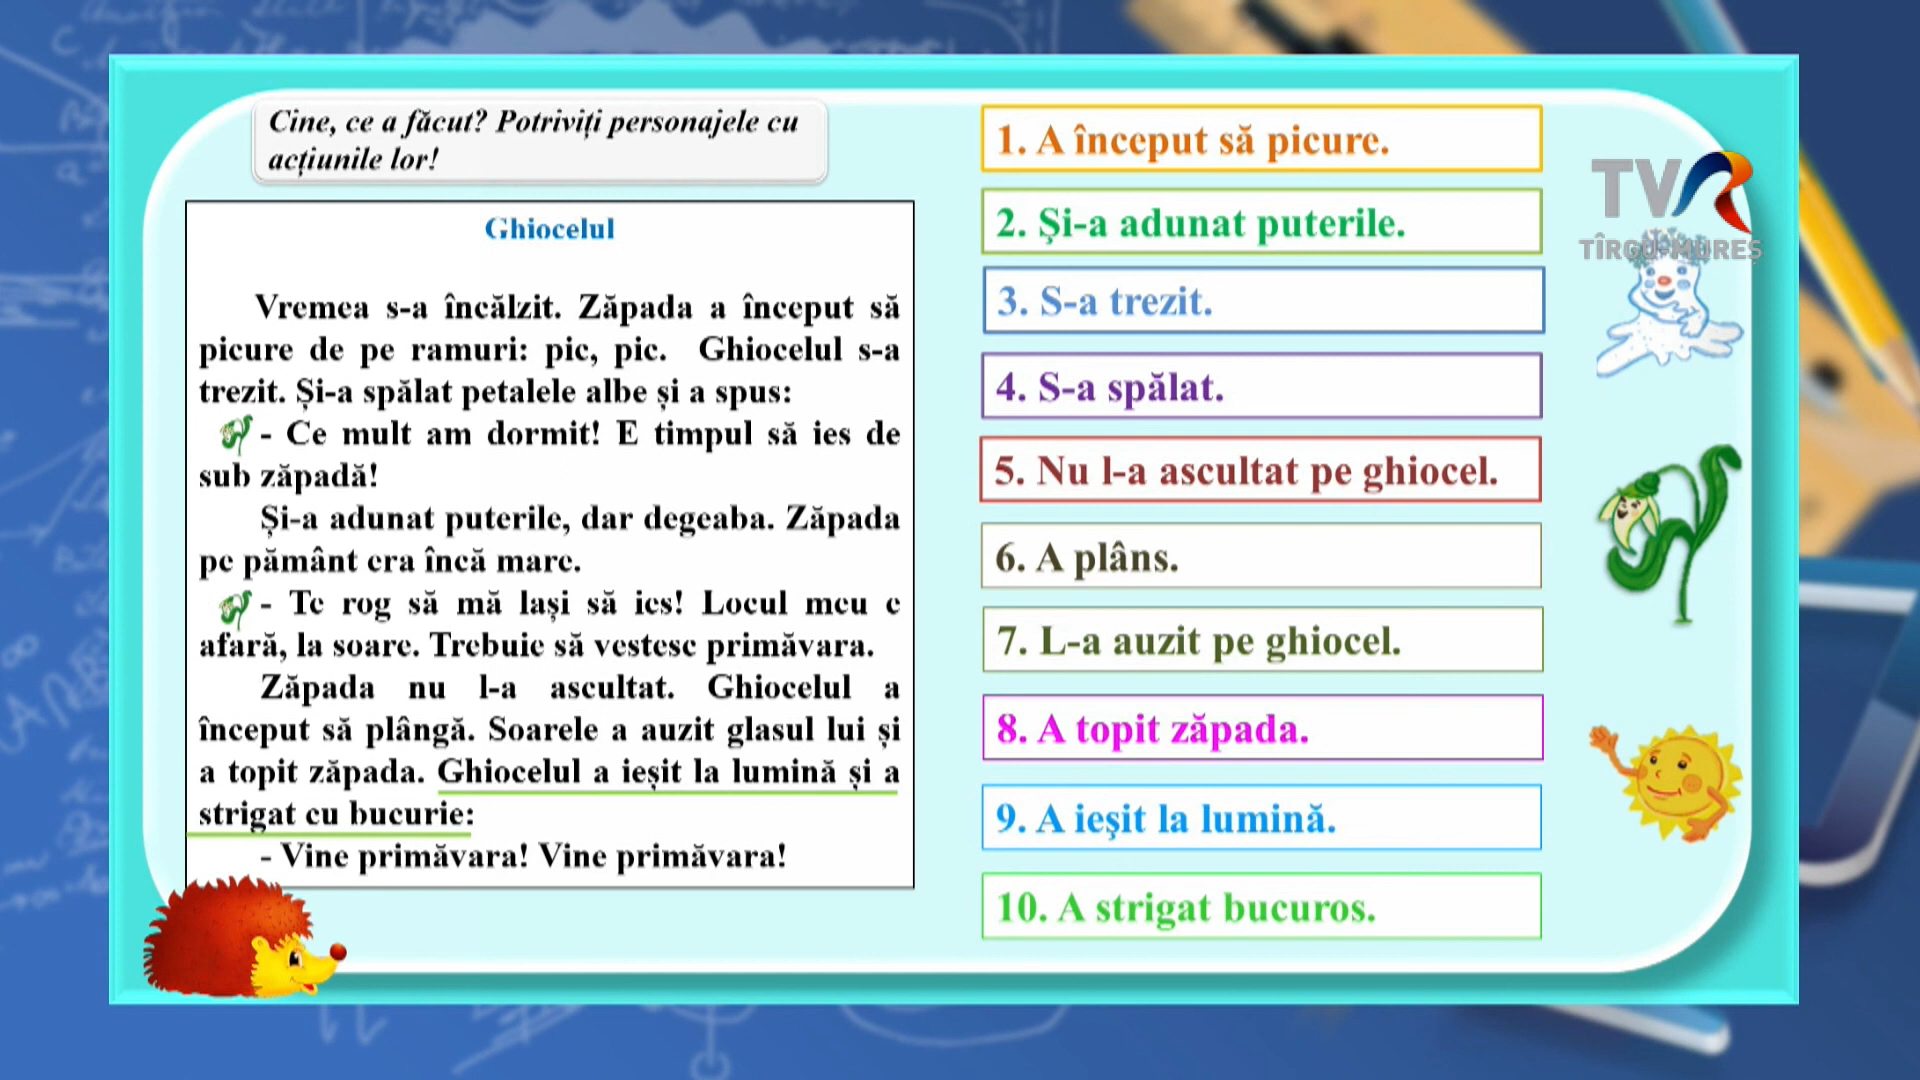 Cine, ce a făcut? Potriviți personajele cu
acțiunile lor!
Ghiocelul
Vremea s-a încălzit. Zăpada a început să
picure de pe ramuri: pic, pic. Ghiocelul s-a
trezit. Și-a spălat petalele albe și a spus:
- Ce mult am dormit! E timpul să ies de
sub zăpadă!
Și-a adunat puterile, dar degeaba. Zăpada
pe pământ era încă mare.
- Te rog să mă lași să ies! Locul meu e
afară, la soare. Trebuie să vestesc primăvara.
Zăpada nu l-a ascultat. Ghiocelul a
început să plângă. Soarele a auzit glasul lui și
a topit zăpada. Ghiocelul a ieșit la lumină și a
strigat cu bucurie:
- Vine primăvara! Vine primăvara!
1. A început să picure.
2. Şi-a adunat puterile.
3. S-a trezit.
4. S-a spălat.
5. Nu l-a ascultat pe ghiocel.
6. A plâns.
7. L-a auzit pe ghiocel.
8. A topit zăpada.
9. A ieşit la lumină.
10. A strigat bucuros.
TVR
TÎRGU-MUREȘ